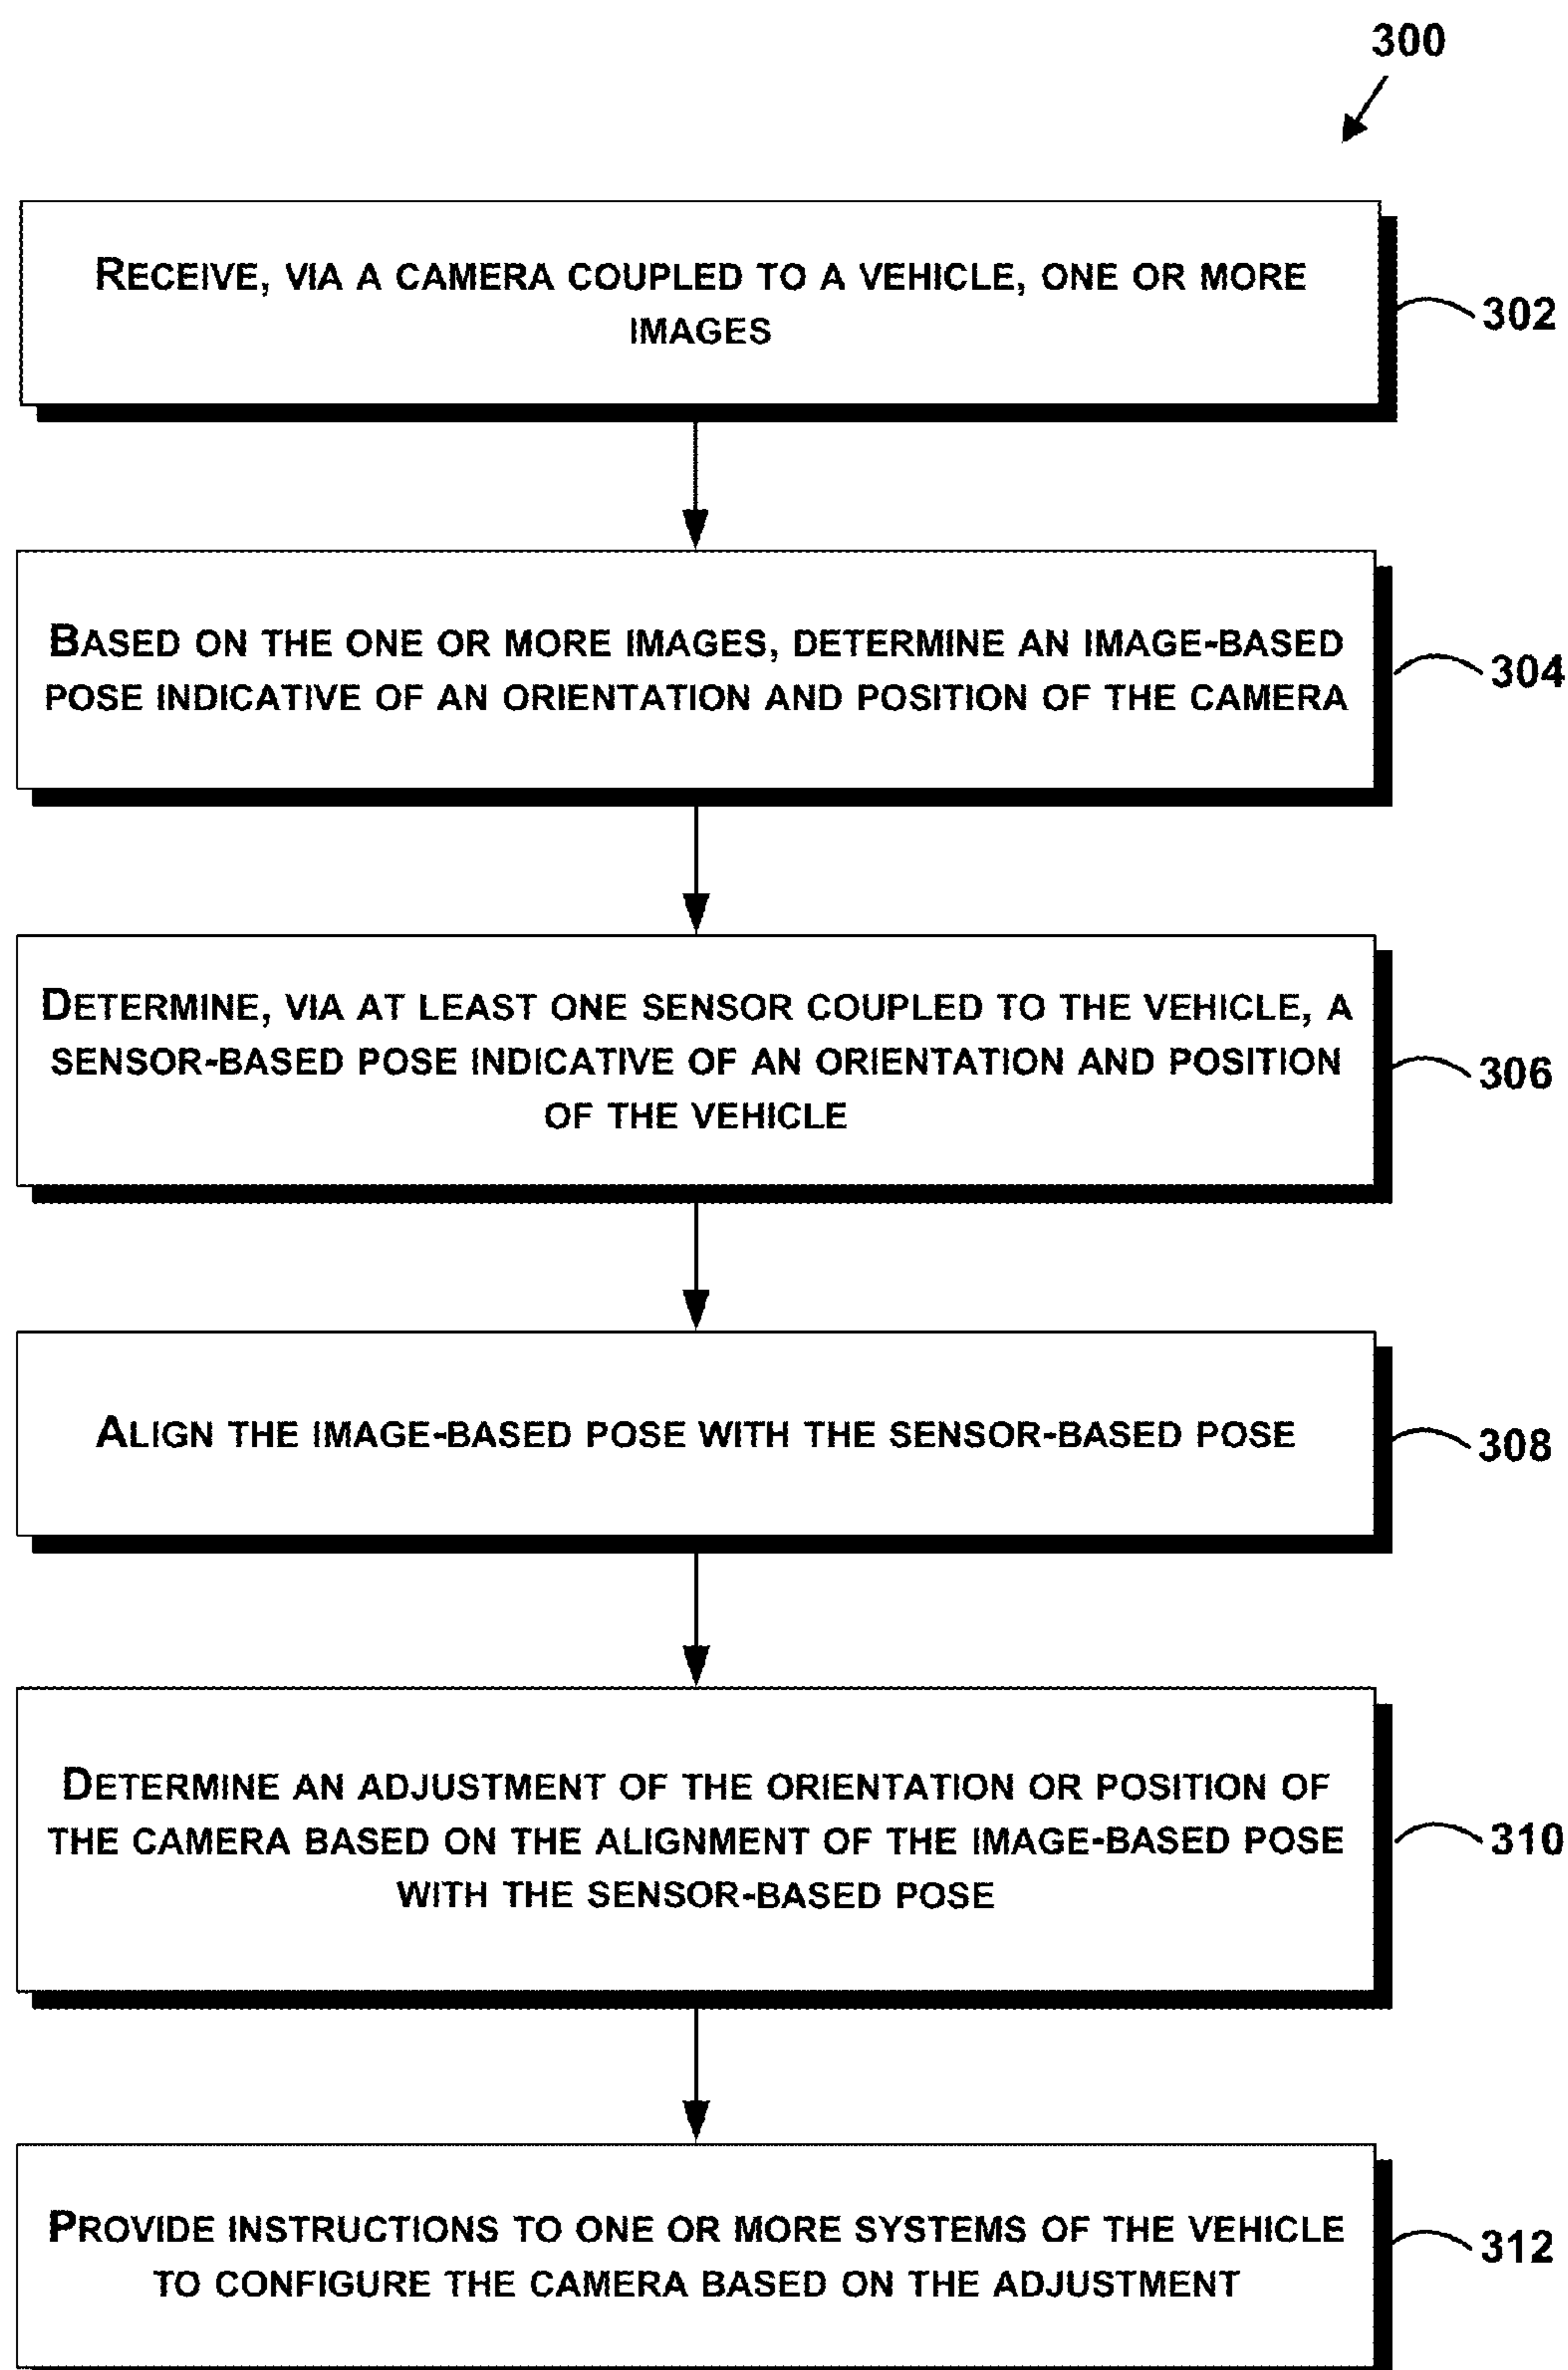 300
RECEIVE, VIA A CAMERA COUPLED TO A VEHICLE, ONE OR MORE
IMAGES
302
BASED ON THE ONE OR MORE IMAGES, DETERMINE AN IMAGE-BASED
POSE INDICATIVE OF AN ORIENTATION AND POSITION OF THE CAMERA
304
DETERMINE, VIA AT LEAST ONE SENSOR COUPLED TO THE VEHICLE, A
SENSOR-BASED POSE INDICATIVE OF AN ORIENTATION AND POSITION
OF THE VEHICLE
306
ALIGN THE IMAGE-BASED POSE WITH THE SENSOR-BASED POSE
308
DETERMINE AN ADJUSTMENT OF THE ORIENTATION OR POSITION OF
THE CAMERA BASED ON THE ALIGNMENT OF THE IMAGE-BASED POSE
WITH THE SENSOR-BASED POSE
310
PROVIDE INSTRUCTIONS TO ONE OR MORE SYSTEMS OF THE VEHICLE
TO CONFIGURE THE CAMERA BASED ON THE ADJUSTMENT
312